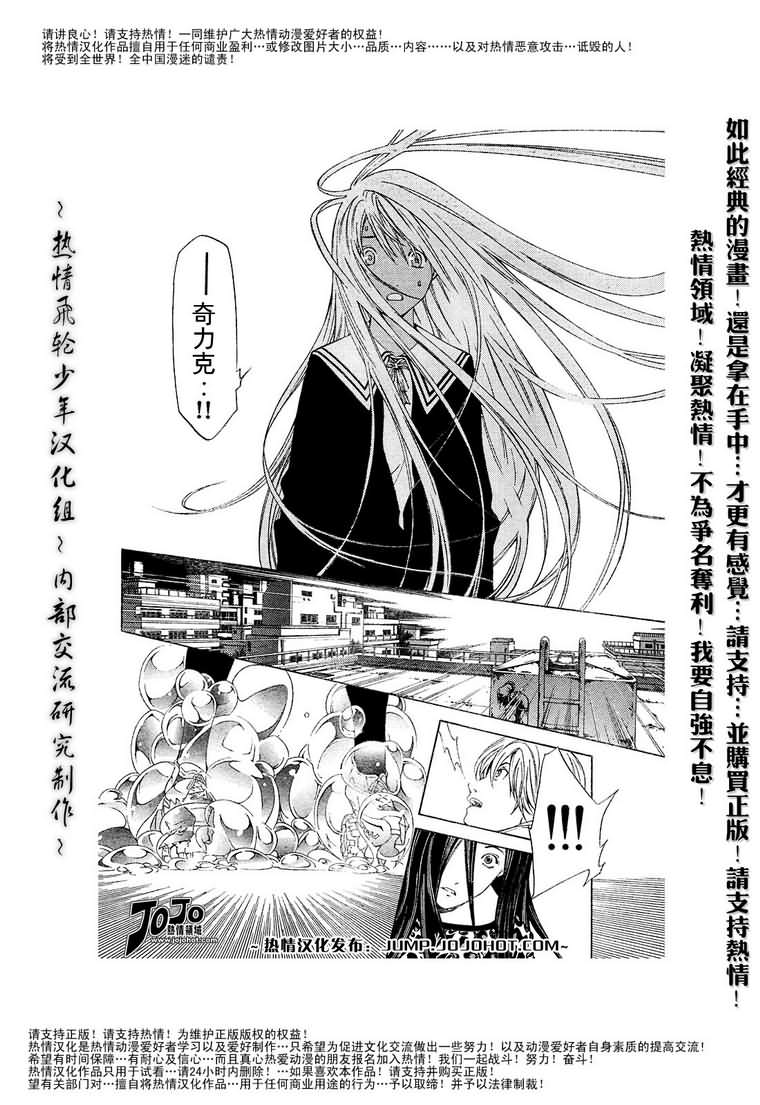 请讲良心！请支持热情！一同维护广大热情动漫爱好者的权益！
将热情汉化作品擅自用于任何商业盈利…或修改图片大小…品质…内容……以及对热情恶意攻击…诋毁的人！
将受到全世界！全中国漫迷的谴责！
如此經典的漫畫！還是拿在手中…才更有感覺…請支持…並購買正版！請支持熱情！
熱情領域！凝聚熱情！不為爭名奪利！我要自強不息！
～热情飛轮少年汉化组～内部交流研究制作～
——奇力克…!!
!!!
JOJO
熱情領域
www.jojohot.com
~热情汉化发布：JUMP.JOJOHOT.COM~
请支持正版！请支持热情！为维护正版版权的权益！
热情汉化是热情动漫爱好者学习以及爱好制作…只希望为促进文化交流做出一些努力！以及动漫爱好者自身素质的提高交流！
希望有时间保障…有耐心及信心…而且真心热爱动漫的朋友报名加入热情！我们一起战斗！努力！奋斗！
热情汉化作品只用于试看…请24小时内删除！…如果喜欢本作品！请支持并购买正版！
望有关部门对…擅自将热情汉化作品…用于任何商业用途的行为…予以取缔！并予以法律制裁！